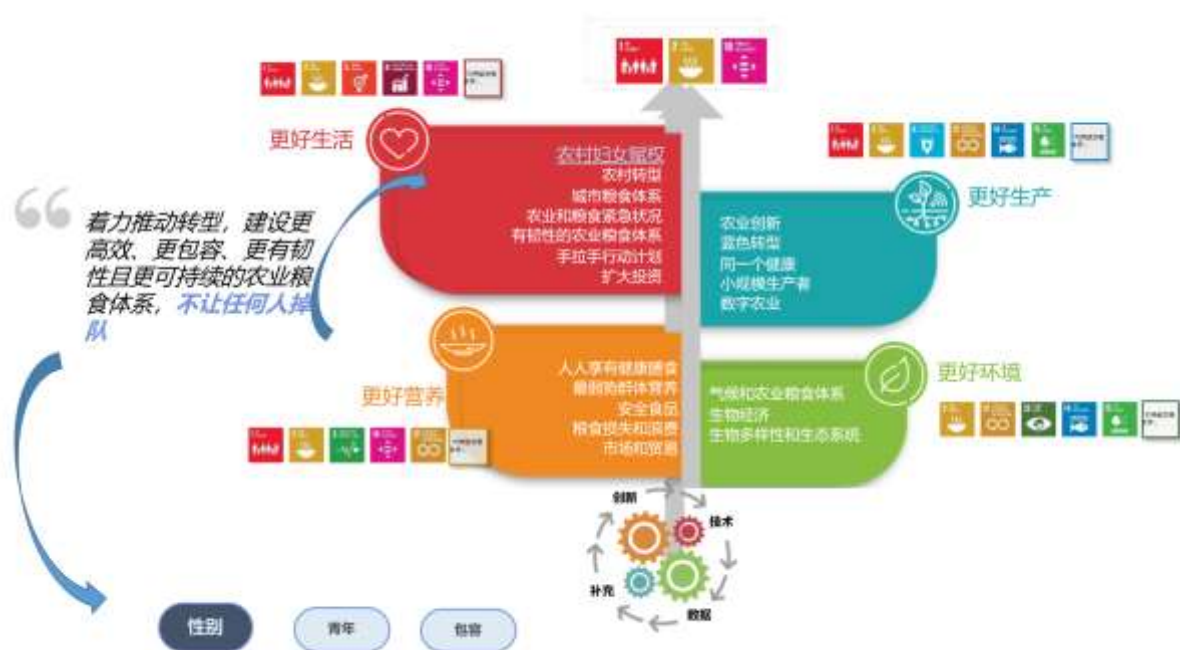 更好生活
农村妇女赋权
农村转型
城市粮食体系
农业和粮食紧急状况
有韧性的农业粮食体系
手拉手行动计划
扩大投资
更好生产
农业创新
蓝色转型
同一个健康
小规模生产者
数字农业
着力推动转型，建设更
高效、更包容、更有韧
性且更可持续的农业粮
食体系，不让任何人掉
队
更好营养
人人享有健康膳食
最弱势群体营养
安全食品
粮食损失和浪费
市场和贸易
更好环境
气候和农业粮食体系
生物经济
生物多样性和生态系统
创新
技术
补充
数据
性别
青年
包容